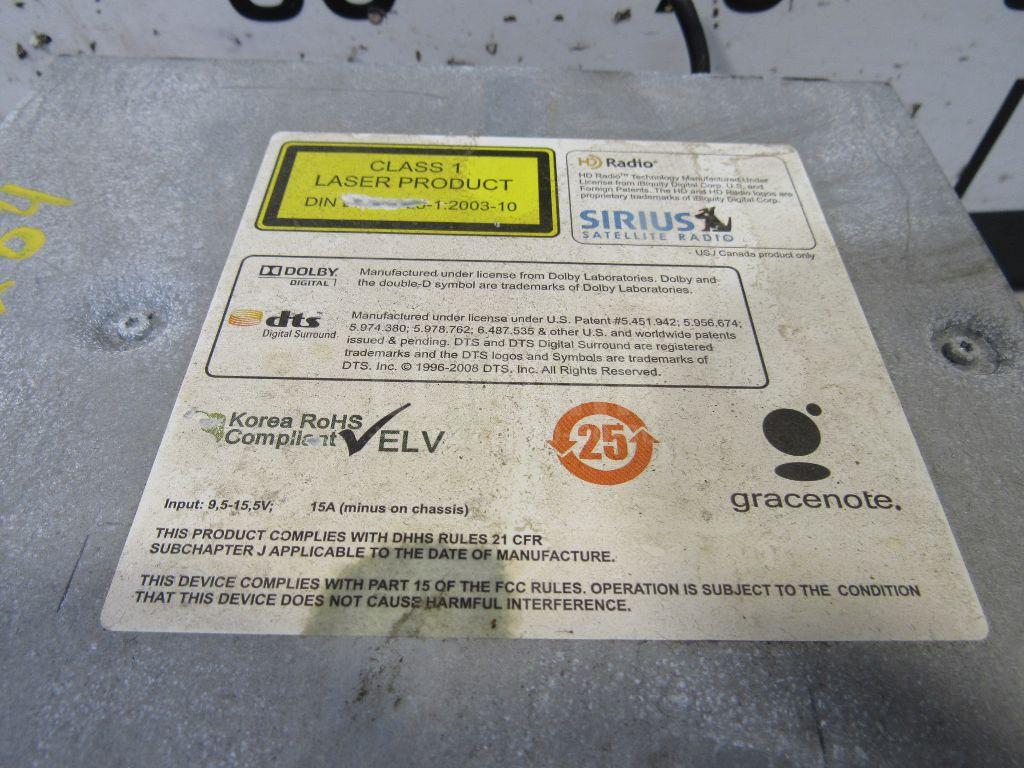 CLASS 1
LASER PRODUCT
DIN -1:2003-10
HD Radio
HD Radio™ Technology Manufactured Under
License from iBiquity Digital Corp. U.S. and
Foreign Patents. The HD and HD Radio logos are
proprietary trademarks of iBiquity Digital Corp.
SIRIUS
SATELLITE RADIO
- US / Canada product only
DOLBY
DIGITAL
Manufactured under license from Dolby Laboratories. Dolby and
the double-D symbol are trademarks of Dolby Laboratories.
dts
Digital Surround
Manufactured under license under U.S. Patent #5.451.942; 5.956.674;
5.974.380; 5.978.762; 6.487.535 & other U.S. and worldwide patents
issued & pending. DTS and DTS Digital Surround are registered
trademarks and the DTS logos and Symbols are trademarks of
DTS. Inc. © 1996-2008 DTS, Inc. All Rights Reserved.
Korea RoHS
Compliant
ELV
25
gracenote.
Input: 9,5-15,5V; 15A (minus on chassis)
THIS PRODUCT COMPLIES WITH DHHS RULES 21 CFR
SUBCHAPTER J APPLICABLE TO THE DATE OF MANUFACTURE.
THIS DEVICE COMPLIES WITH PART 15 OF THE FCC RULES. OPERATION IS SUBJECT TO THE CONDITION
THAT THIS DEVICE DOES NOT CAUSE HARMFUL INTERFERENCE.